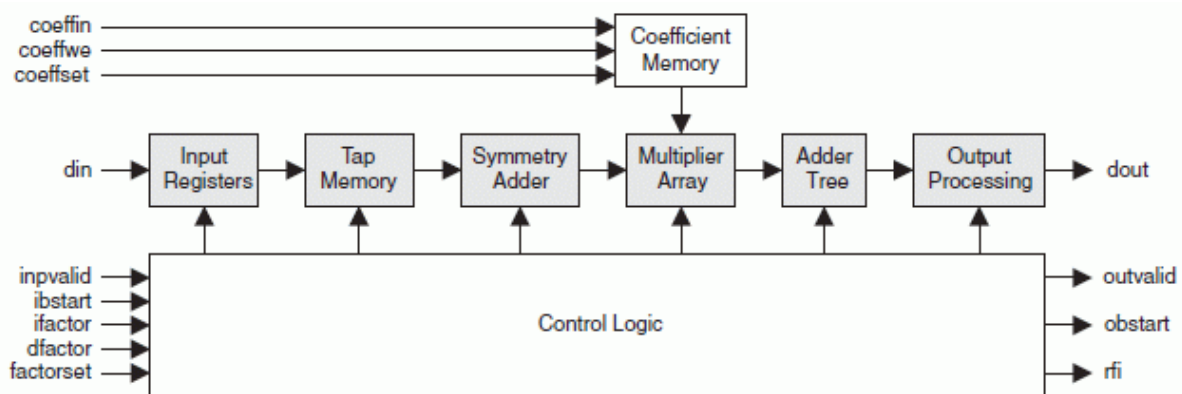 coeffin
coeffwe
coeffset
Coefficient
Memory
din
Input
Registers
Tap
Memory
Symmetry
Adder
Multiplier
Array
Adder
Tree
Output
Processing
dout
inpvalid
ibstart
ifactor
dfactor
factorset
Control Logic
outvalid
obstart
rfi